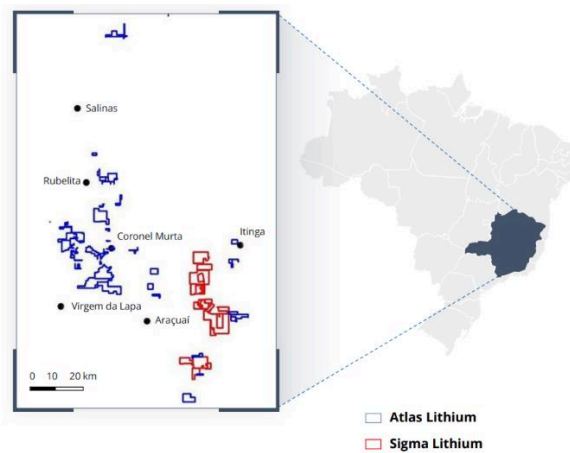 Salinas
Rubelita
Coronel Murta
Itinga
Virgem da Lapa
Araçuaí
0 10 20 km
Atlas Lithium
Sigma Lithium